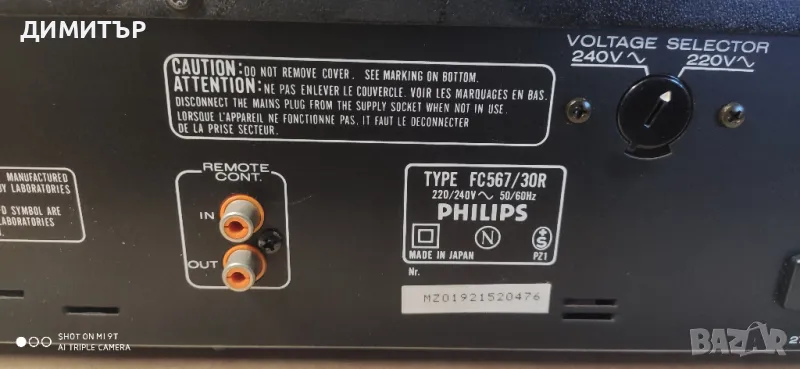 ДИМИТЪР
VOLTAGE SELECTOR
240V∿ 220V∿
CAUTION: DO NOT REMOVE COVER. SEE MARKING ON BOTTOM.
ATTENTION: NE PAS ENLEVER LE COUVERCLE. VOIR LES MARQUAGES EN BAS.
DISCONNECT THE MAINS PLUG FROM THE SUPPLY SOCKET WHEN NOT IN USE.
LORSQUE L'APPAREIL NE FONCTIONNE PAS, IT FAUT LE DECONNECTER
DE LA PRISE SECTEUR.
MANUFACTURED
LABORATORIES
SYMBOL ARE
LABORATORIES
REMOTE
CONT.
IN
OUT
TYPE FC567/30R
220/240V∿ 50/60Hz
PHILIPS
N
S
MADE IN JAPAN
PZ1
Nr.
MZ01921520476
SHOT ON MI 9T
AI TRIPLE CAMERA
BAZAR